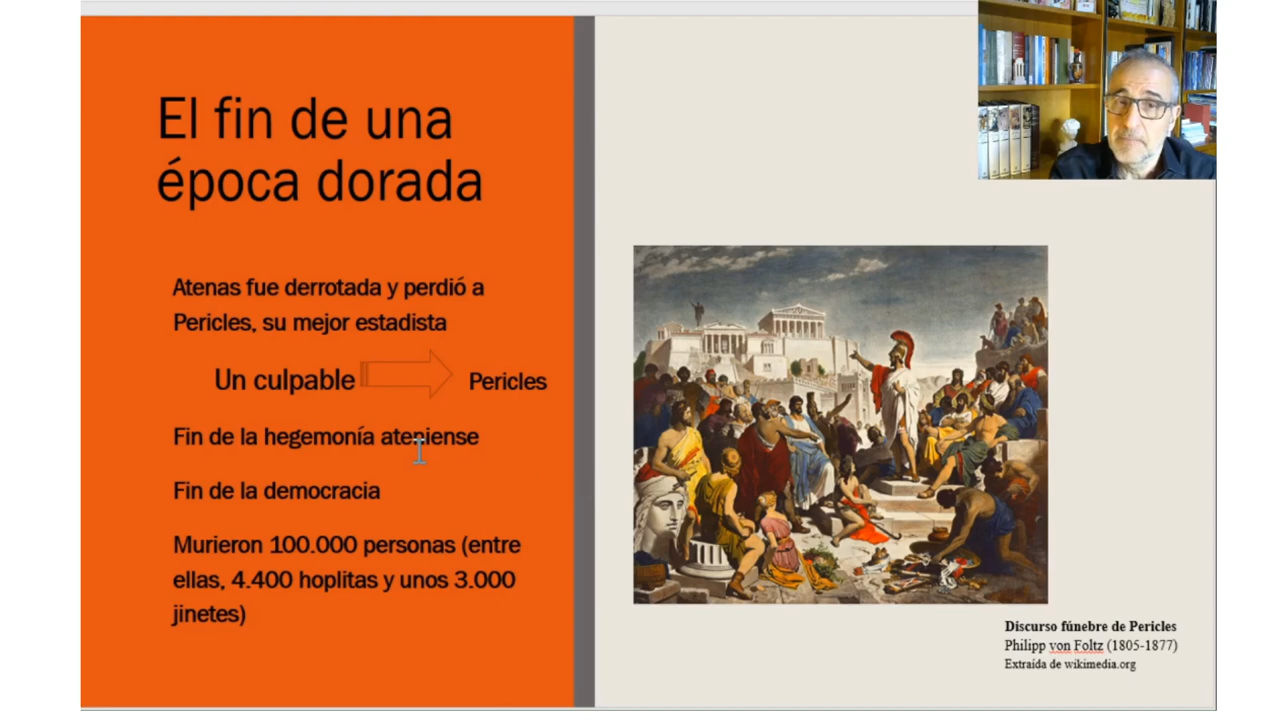 El fin de una
época dorada
Atenas fue derrotada y perdió a
Pericles, su mejor estadista
Un culpable
Pericles
Fin de la hegemonía ateniense
Fin de la democracia
Murieron 100.000 personas (entre
ellas, 4.400 hoplitas y unos 3.000
jinetes)
Discurso fúnebre de Pericles
Philipp von Foltz (1805-1877)
Extraída de wikimedia.org